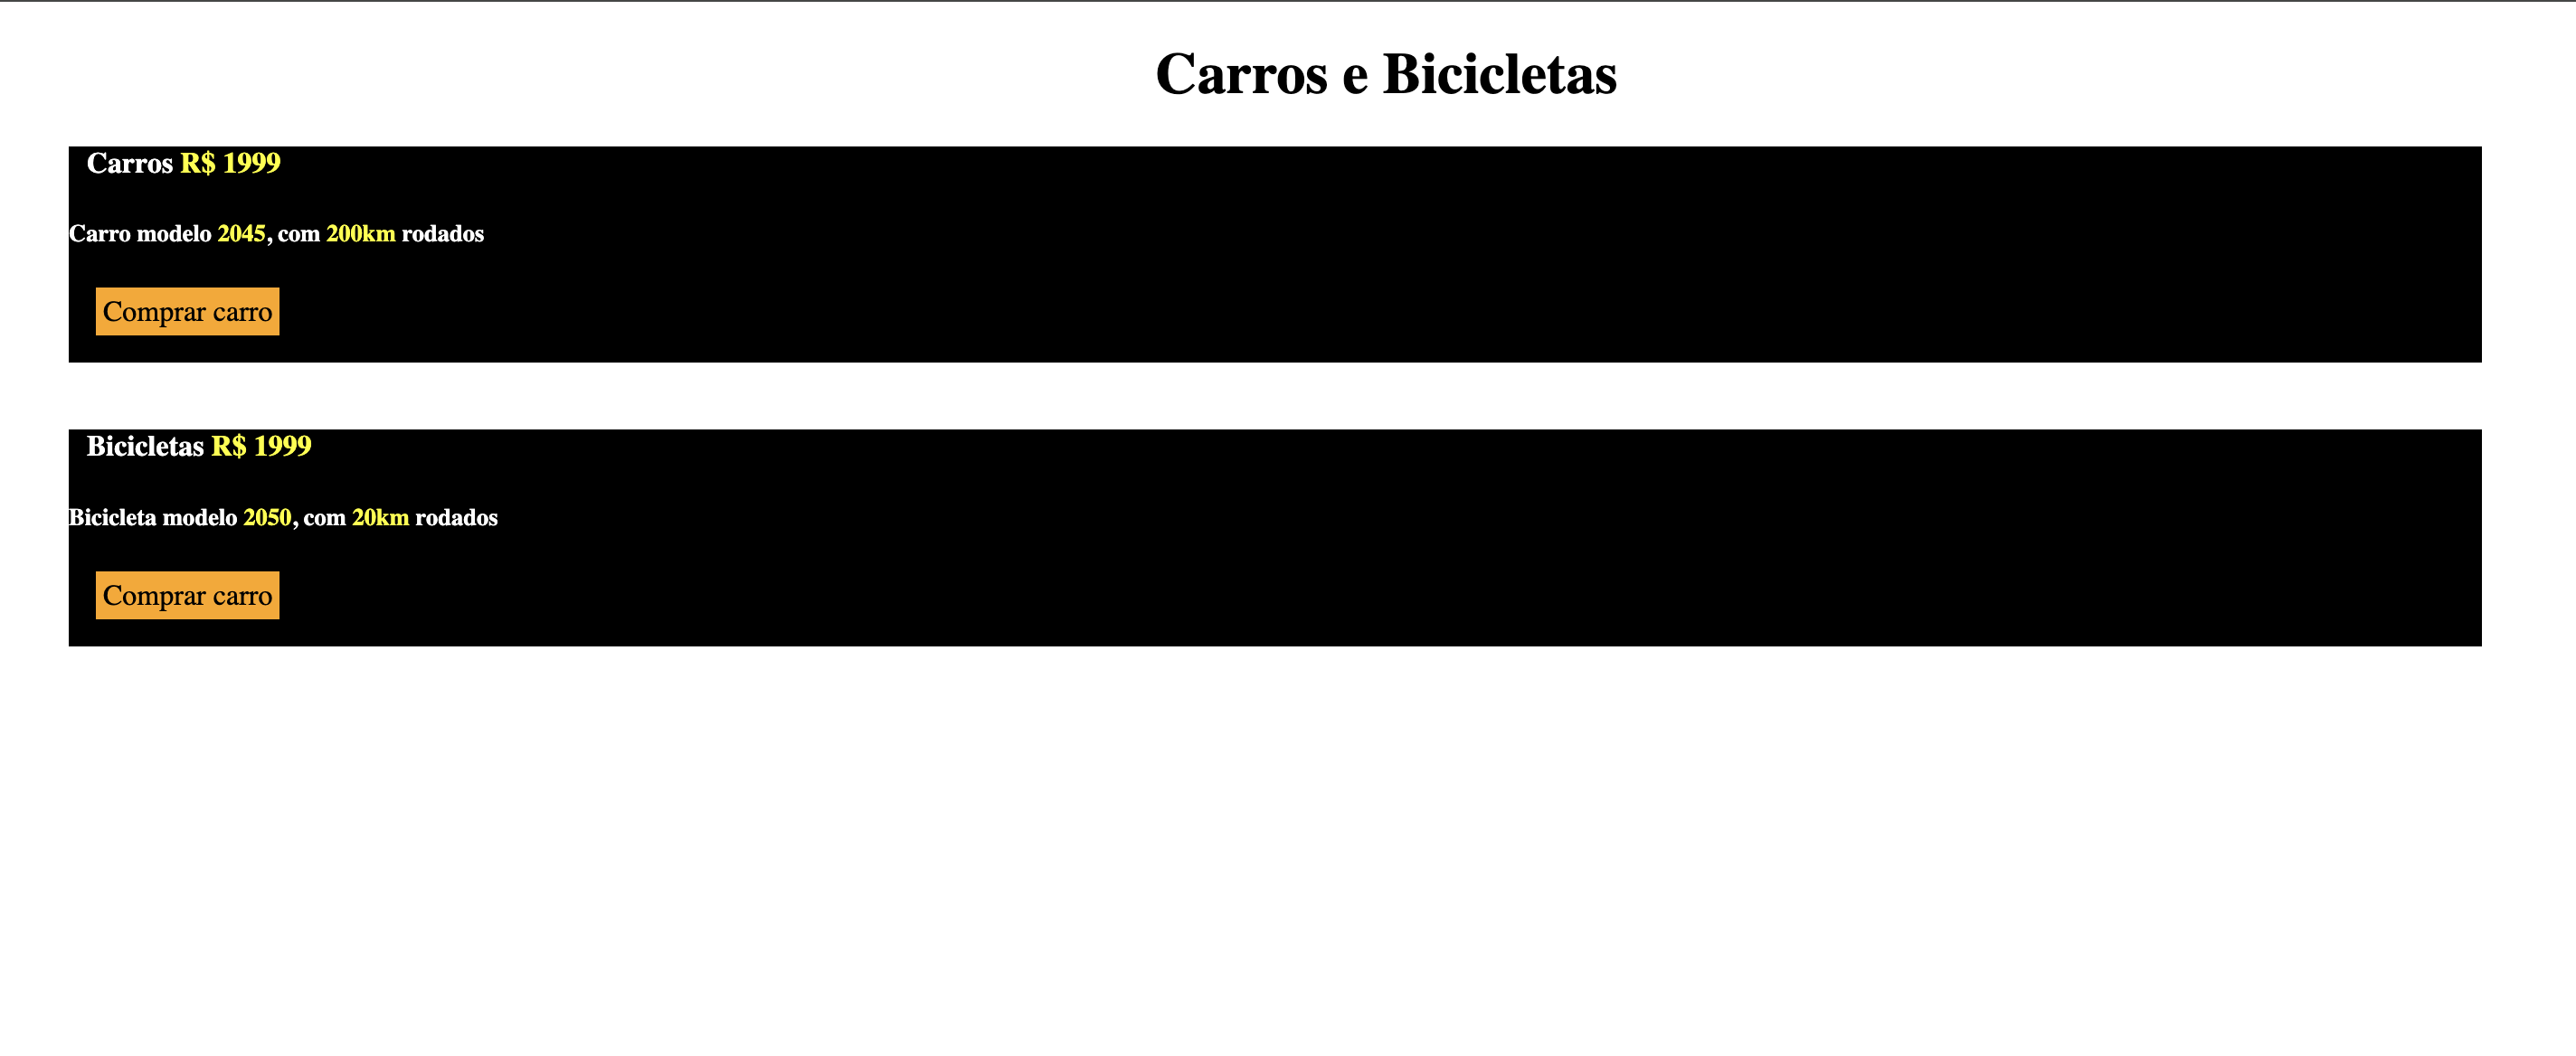 Carros e Bicicletas
Carros R$ 1999
Carro modelo 2045, com 200km rodados
Comprar carro
Bicicletas R$ 1999
Bicicleta modelo 2050, com 20km rodados
Comprar carro